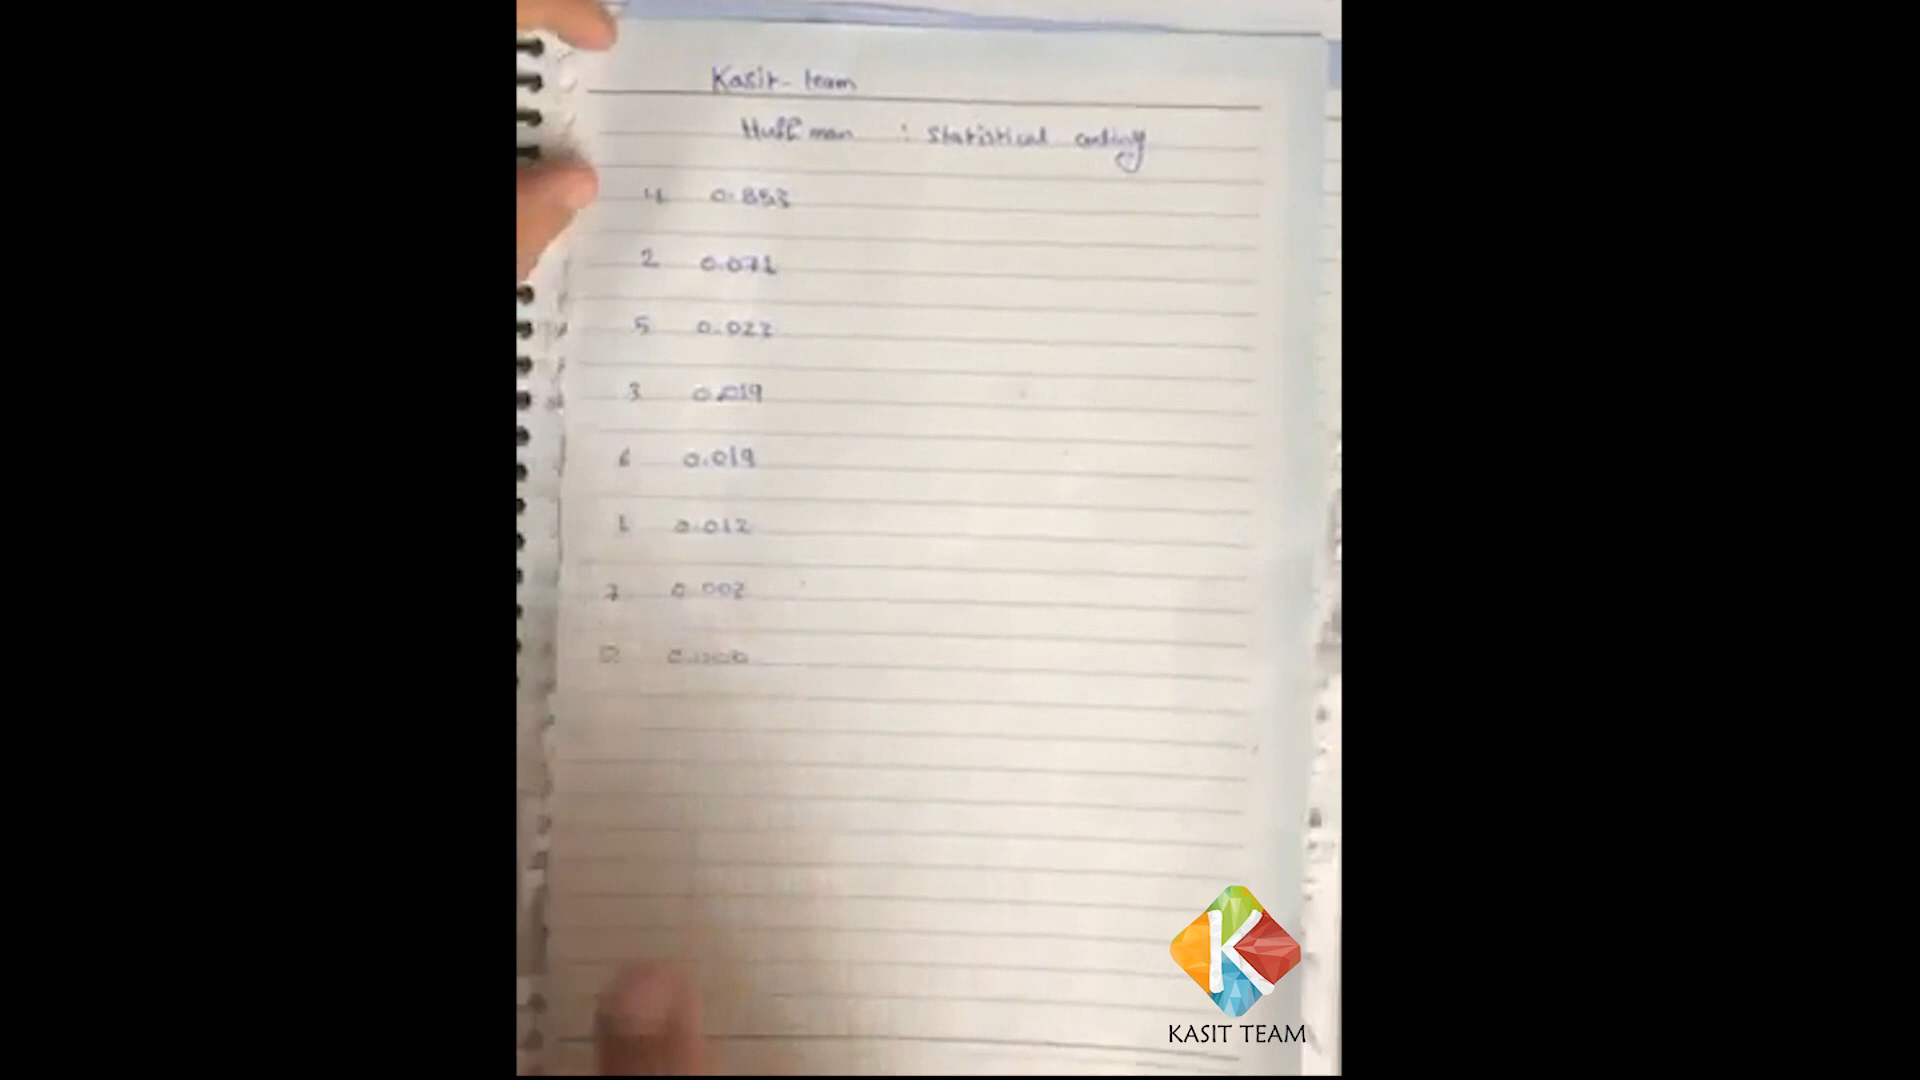 Kasit-team
Huffman : Statistical coding
4 0.853
2 0.071
5 0.022
3 0.019
6 0.019
1 0.012
7 0.002
0
K
KASIT TEAM